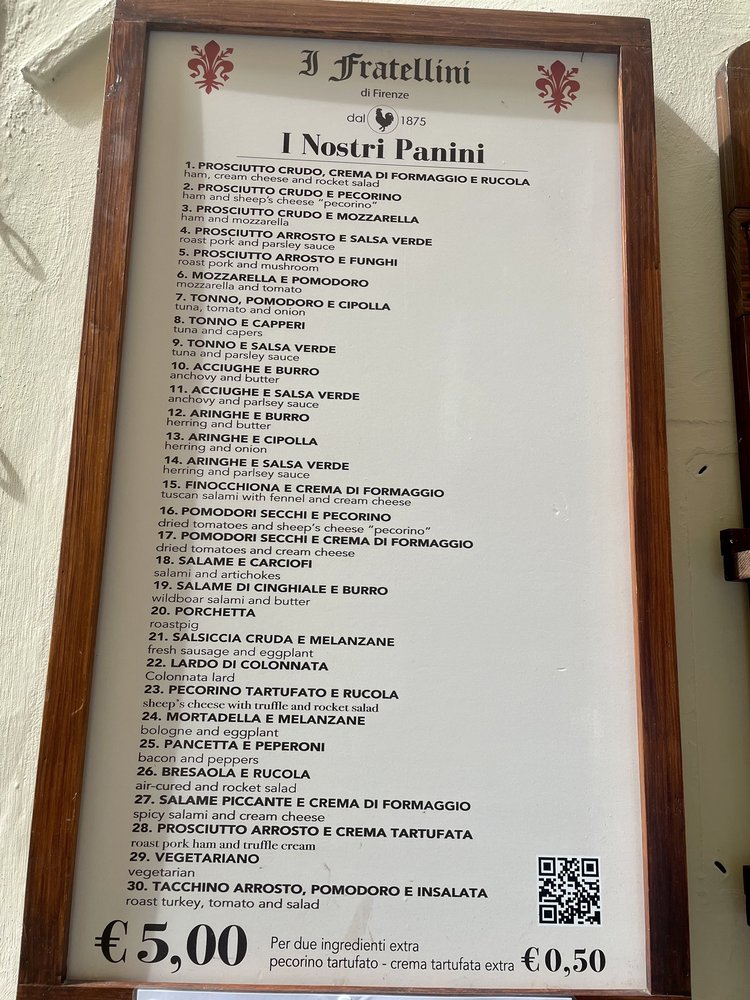 I Fratellini
di Firenze
dal 1875
I Nostri Panini
1. PROSCIUTTO CRUDO, CREMA DI FORMAGGIO E RUCOLA
ham, cream cheese and rocket salad
2. PROSCIUTTO CRUDO E PECORINO
ham and sheep's cheese "pecorino"
3. PROSCIUTTO CRUDO E MOZZARELLA
ham and mozzarella
4. PROSCIUTTO ARROSTO E SALSA VERDE
roast pork and parsley sauce
5. PROSCIUTTO ARROSTO E FUNGHI
roast pork and mushroom
6. MOZZARELLA E POMODORO
mozzarella and tomato
7. TONNO, POMODORO E CIPOLLA
tuna, tomato and onion
8. TONNO E CAPPERI
tuna and capers
9. TONNO E SALSA VERDE
tuna and parsley sauce
10. ACCIUGHE E BURRO
anchovy and butter
11. ACCIUGHE E SALSA VERDE
anchovy and parlsey sauce
12. ARINGHE E BURRO
herring and butter
13. ARINGHE E CIPOLLA
herring and onion
14. ARINGHE E SALSA VERDE
herring and parlsey sauce
15. FINOCCHIONA E CREMA DI FORMAGGIO
tuscan salami with fennel and cream cheese
16. POMODORI SECCHI E PECORINO
dried tomatoes and sheep's cheese "pecorino"
17. POMODORI SECCHI E CREMA DI FORMAGGIO
dried tomatoes and cream cheese
18. SALAME E CARCIOFI
salami and artichokes
19. SALAME DI CINGHIALE E BURRO
wildboar salami and butter
20. PORCHETTA
roastpig
21. SALSICCIA CRUDA E MELANZANE
fresh sausage and eggplant
22. LARDO DI COLONNATA
Colonnata lard
23. PECORINO TARTUFATO E RUCOLA
sheep's cheese with truffle and rocket salad
24. MORTADELLA E MELANZANE
bologne and eggplant
25. PANCETTA E PEPERONI
bacon and peppers
26. BRESAOLA E RUCOLA
air-cured and rocket salad
27. SALAME PICCANTE E CREMA DI FORMAGGIO
spicy salami and cream cheese
28. PROSCIUTTO ARROSTO E CREMA TARTUFATA
roast pork ham and truffle cream
29. VEGETARIANO
vegetarian
30. TACCHINO ARROSTO, POMODORO E INSALATA
roast turkey, tomato and salad
€ 5,00
Per due ingredienti extra
pecorino tartufato - crema tartufata extra € 0,50